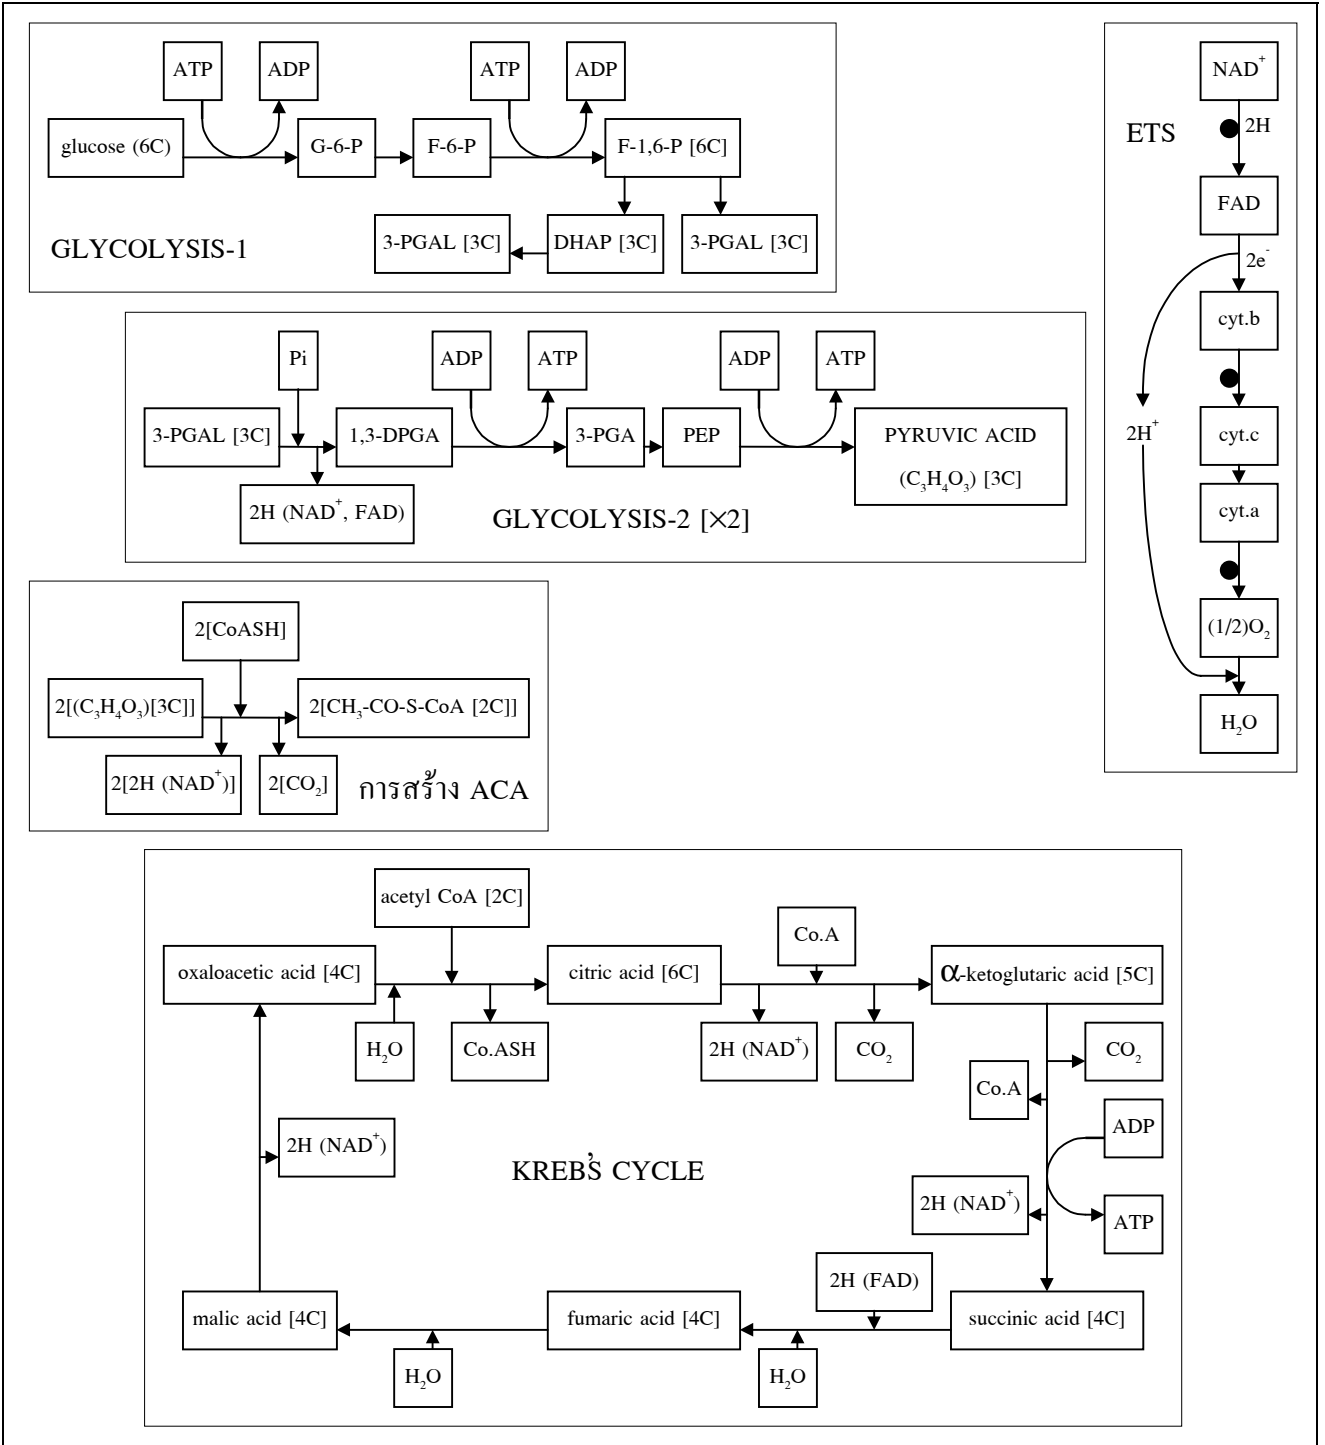 ATP
ADP
ATP
ADP
glucose (6C)
G-6-P
F-6-P
F-1,6-P [6C]
3-PGAL [3C]
DHAP [3C]
3-PGAL [3C]
GLYCOLYSIS-1
Pi
ADP
ATP
ADP
ATP
3-PGAL [3C]
1,3-DPGA
3-PGA
PEP
PYRUVIC ACID
(C₃H₄O₃) [3C]
2H (NAD⁺, FAD)
GLYCOLYSIS-2 [×2]
ETS
NAD⁺
2H
FAD
2e⁻
cyt.b
2H⁺
cyt.c
cyt.a
(1/2)O₂
H₂O
2[CoASH]
2[(C₃H₄O₃)[3C]]
2[CH₃-CO-S-CoA [2C]]
2[2H (NAD⁺)]
2[CO₂]
การสร้าง ACA
acetyl CoA [2C]
Co.A
oxaloacetic acid [4C]
citric acid [6C]
α-ketoglutaric acid [5C]
H₂O
Co.ASH
2H (NAD⁺)
CO₂
CO₂
Co.A
ADP
2H (NAD⁺)
KREB'S CYCLE
2H (NAD⁺)
ATP
2H (FAD)
malic acid [4C]
fumaric acid [4C]
succinic acid [4C]
H₂O
H₂O